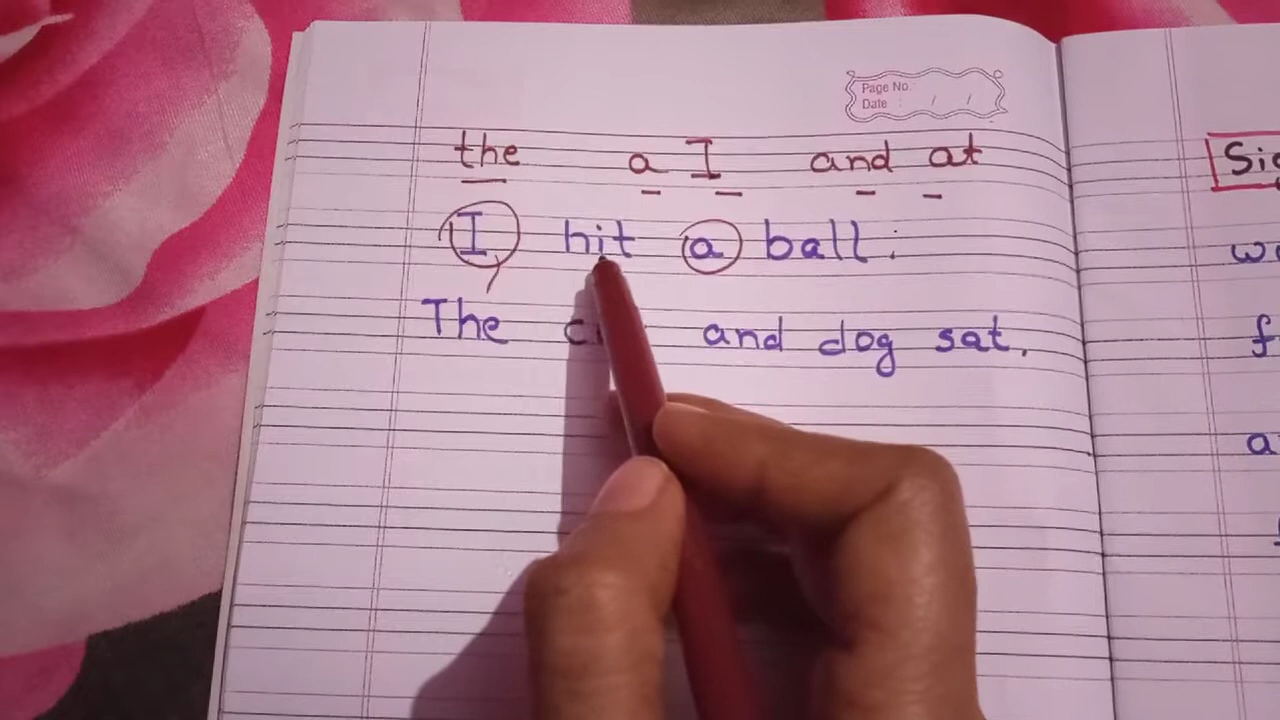 Page No.
Date : / /
the a I and at
I hit a ball.
The and dog sat.